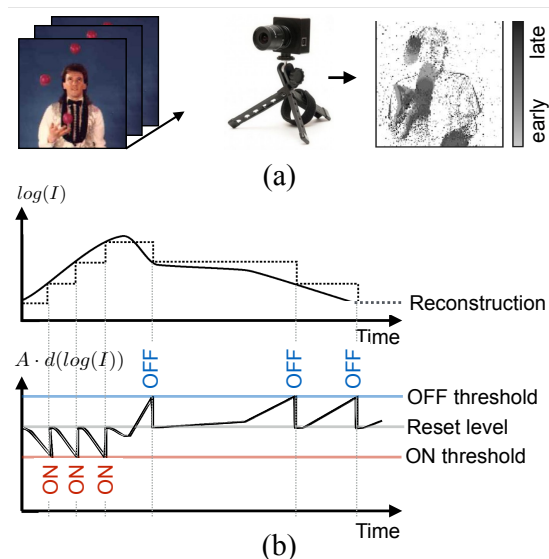 late
early
(a)
log(I)
Reconstruction
Time
A · d(log(I))
OFF
OFF
OFF
OFF threshold
Reset level
ON threshold
ON
ON
ON
Time
(b)